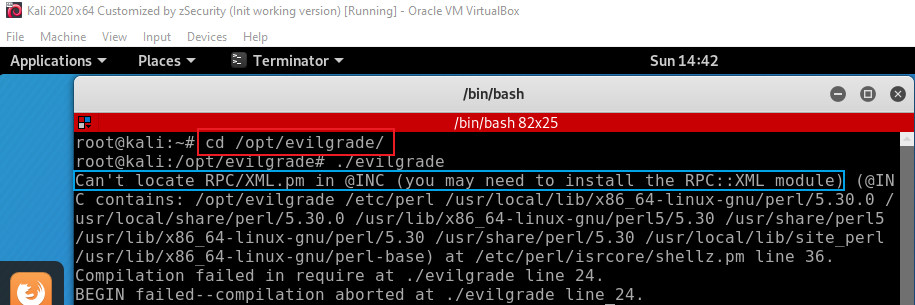 Kali 2020 x64 Customized by zSecurity (Init working version) [Running] - Oracle VM VirtualBox
File Machine View Input Devices Help
Applications Places Terminator Sun 14:42
/bin/bash
/bin/bash 82x25
root@kali:~# cd /opt/evilgrade/
root@kali:/opt/evilgrade# ./evilgrade
Can't locate RPC/XML.pm in @INC (you may need to install the RPC::XML module) (@IN
C contains: /opt/evilgrade /etc/perl /usr/local/lib/x86_64-linux-gnu/perl/5.30.0 /
usr/local/share/perl/5.30.0 /usr/lib/x86_64-linux-gnu/perl5/5.30 /usr/share/perl5
/usr/lib/x86_64-linux-gnu/perl/5.30 /usr/share/perl/5.30 /usr/local/lib/site_perl
/usr/lib/x86_64-linux-gnu/perl-base) at /etc/perl/isrcore/shellz.pm line 36.
Compilation failed in require at ./evilgrade line 24.
BEGIN failed--compilation aborted at ./evilgrade line 24.